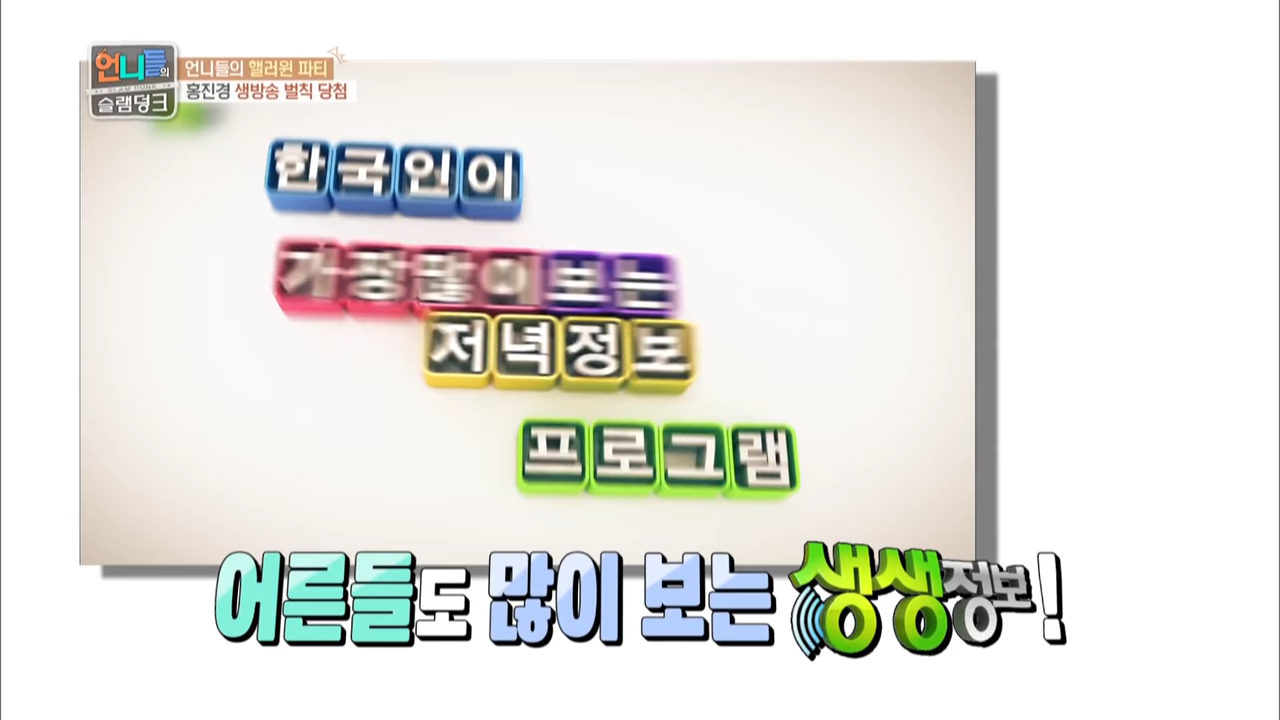 언니들의
SLAM DUNK
슬램덩크
언니들의 핼러윈 파티
홍진경 생방송 벌칙 당첨
한국인이
가장많이보는
저녁정보
프로그램
어른들도 많이 보는 생생정보!